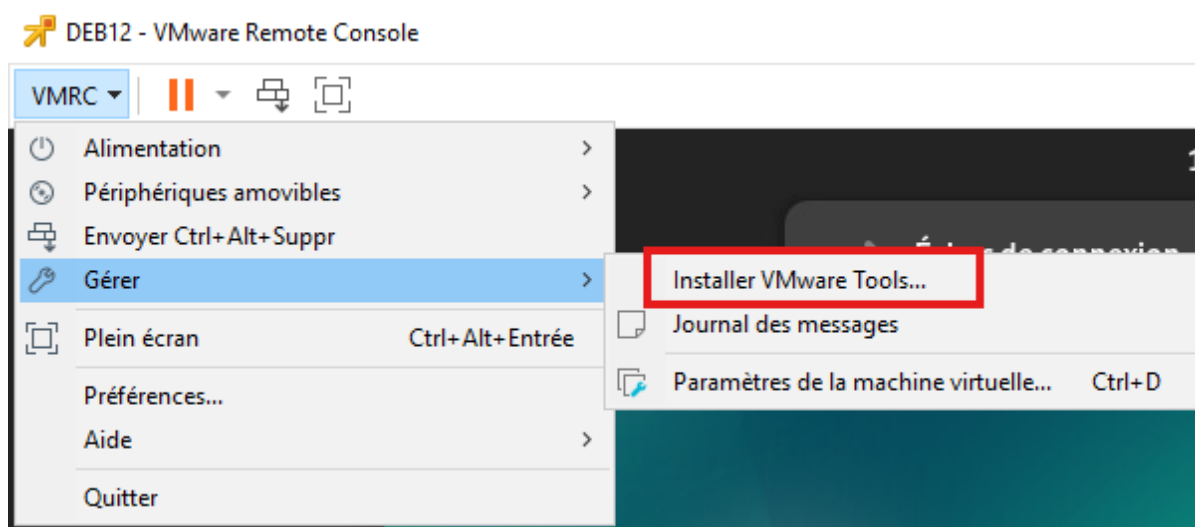 DEB12 - VMware Remote Console
VMRC
Alimentation
Périphériques amovibles
Envoyer Ctrl+Alt+Suppr
Gérer
Installer VMware Tools...
Journal des messages
Plein écran Ctrl+Alt+Entrée
Paramètres de la machine virtuelle... Ctrl+D
Préférences...
Aide
Quitter